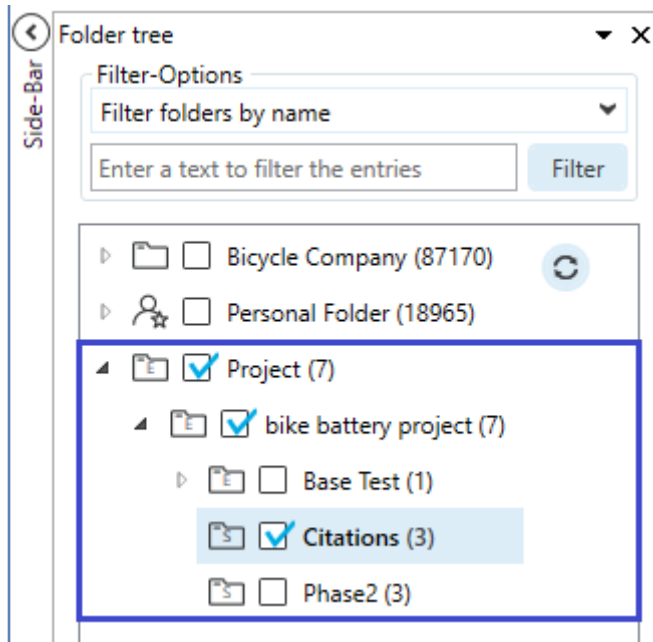 Folder tree
Side-Bar
Filter-Options
Filter folders by name
Enter a text to filter the entries
Filter
Bicycle Company (87170)
Personal Folder (18965)
E
Project (7)
E
bike battery project (7)
E
Base Test (1)
S
Citations (3)
S
Phase2 (3)